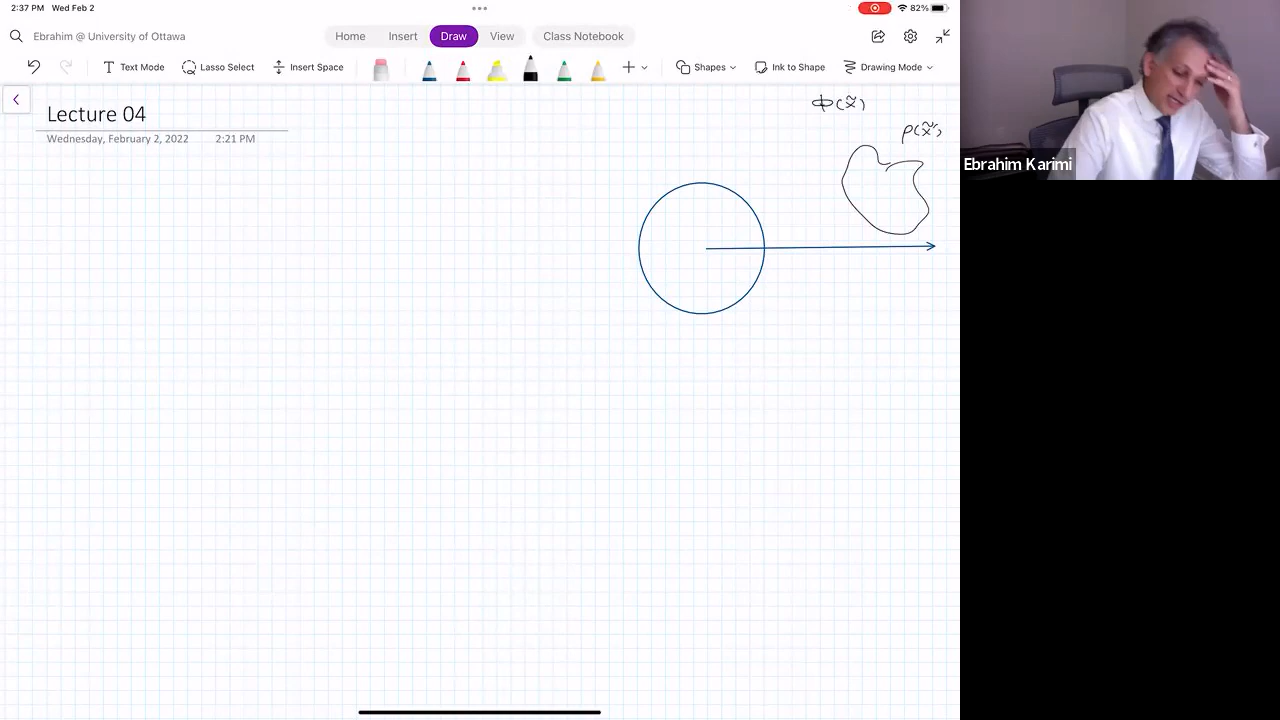 2:37 PM Wed Feb 2
82%
Ebrahim @ University of Ottawa
Home Insert Draw View Class Notebook
Text Mode Lasso Select Insert Space Shapes Ink to Shape Drawing Mode
Lecture 04
Wednesday, February 2, 2022 2:21 PM
Φ(x̃)
ρ(x̃')
Ebrahim Karimi